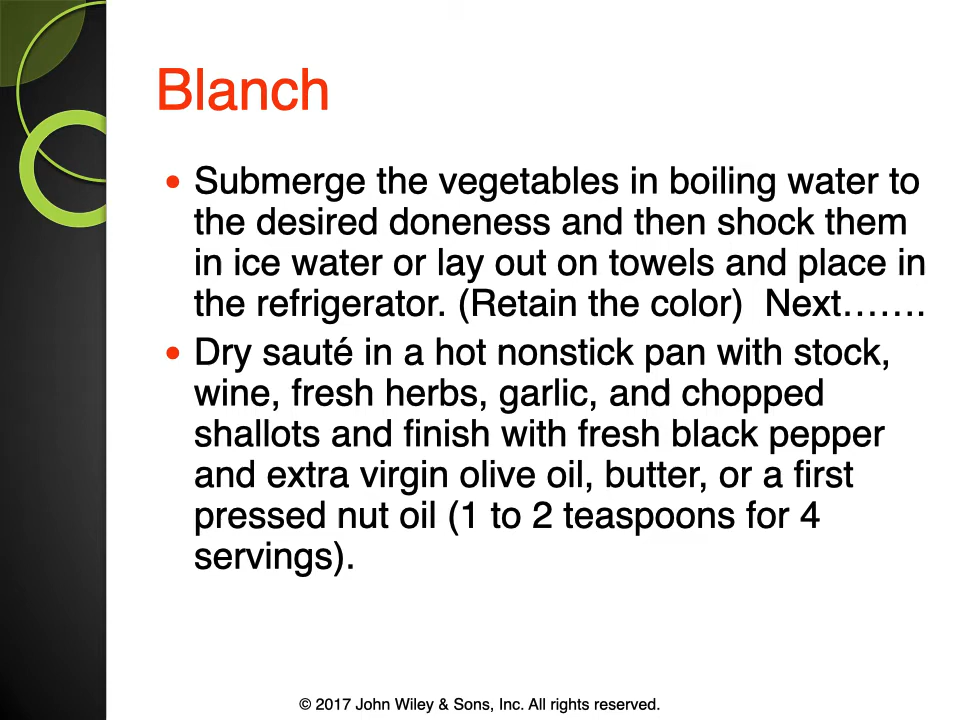 Blanch
• Submerge the vegetables in boiling water to
the desired doneness and then shock them
in ice water or lay out on towels and place in
the refrigerator. (Retain the color)  Next…….
• Dry sauté in a hot nonstick pan with stock,
wine, fresh herbs, garlic, and chopped
shallots and finish with fresh black pepper
and extra virgin olive oil, butter, or a first
pressed nut oil (1 to 2 teaspoons for 4
servings).
© 2017 John Wiley & Sons, Inc. All rights reserved.